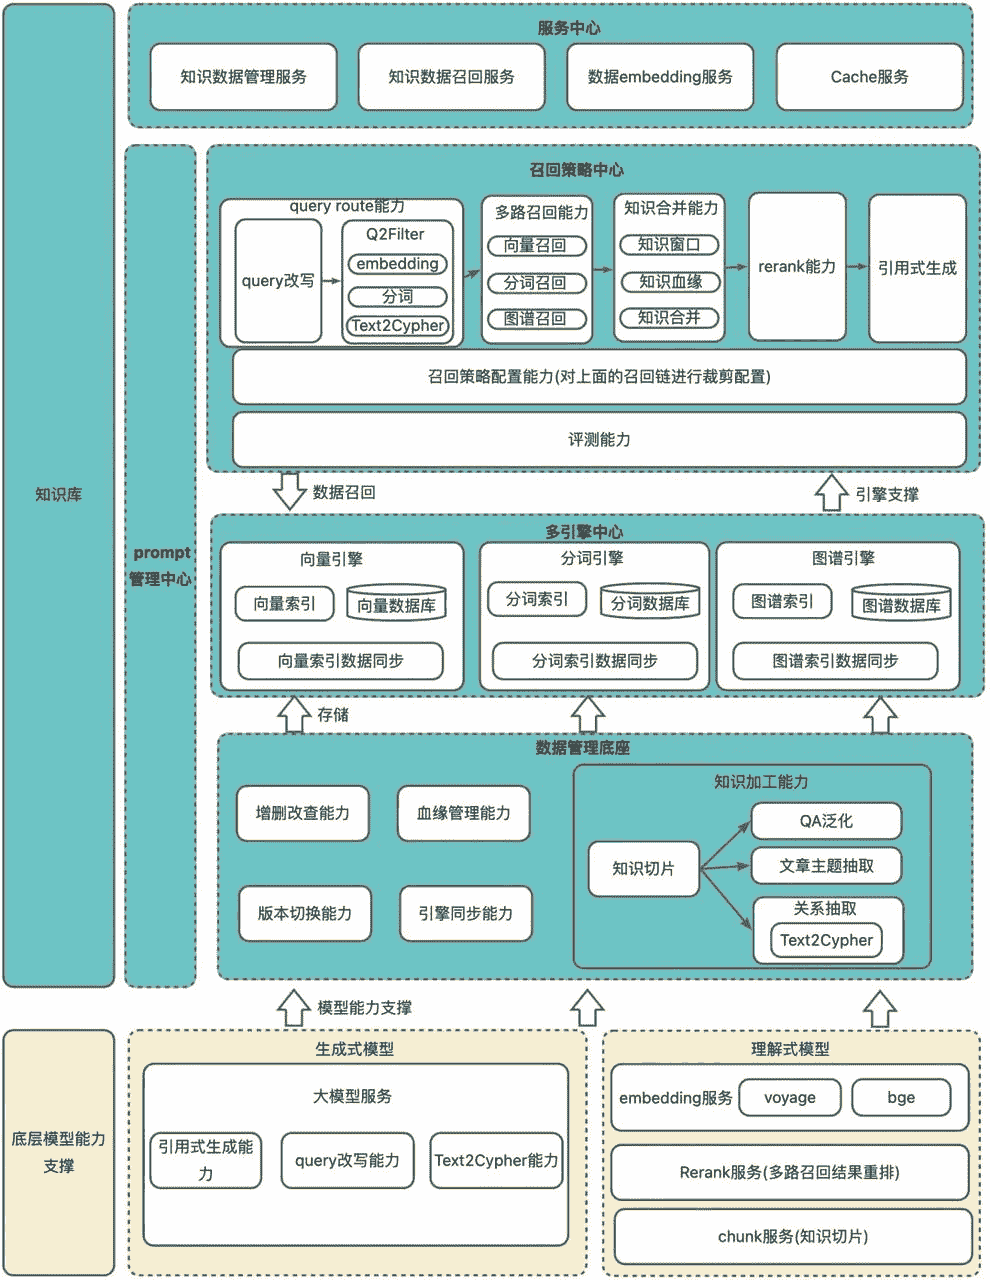 服务中心
知识数据管理服务
知识数据召回服务
数据embedding服务
Cache服务
知识库
prompt
管理中心
召回策略中心
query route能力
query改写
Q2Filter
embedding
分词
Text2Cypher
多路召回能力
向量召回
分词召回
图谱召回
知识合并能力
知识窗口
知识血缘
知识合并
rerank能力
引用式生成
召回策略配置能力(对上面的召回链进行裁剪配置)
评测能力
数据召回
引擎支撑
多引擎中心
向量引擎
向量索引
向量数据库
向量索引数据同步
分词引擎
分词索引
分词数据库
分词索引数据同步
图谱引擎
图谱索引
图谱数据库
图谱索引数据同步
存储
数据管理底座
增删改查能力
血缘管理能力
版本切换能力
引擎同步能力
知识加工能力
知识切片
QA泛化
文章主题抽取
关系抽取
Text2Cypher
模型能力支撑
底层模型能力
支撑
生成式模型
大模型服务
引用式生成能
力
query改写能力
Text2Cypher能力
理解式模型
embedding服务
voyage
bge
Rerank服务(多路召回结果重排)
chunk服务(知识切片)